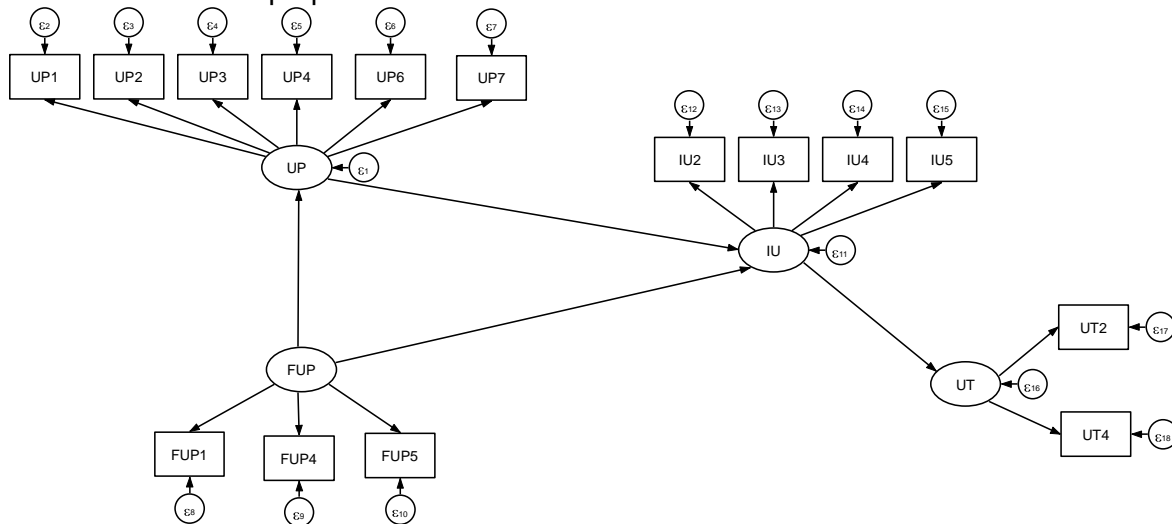 ε2 ε3 ε4 ε5 ε6 ε7
UP1 UP2 UP3 UP4 UP6 UP7
ε12 ε13 ε14 ε15
IU2 IU3 IU4 IU5
UP ε1
IU ε11
UT2 ε17
FUP
UT ε16
UT4 ε18
FUP1 FUP4 FUP5
ε8 ε9 ε10